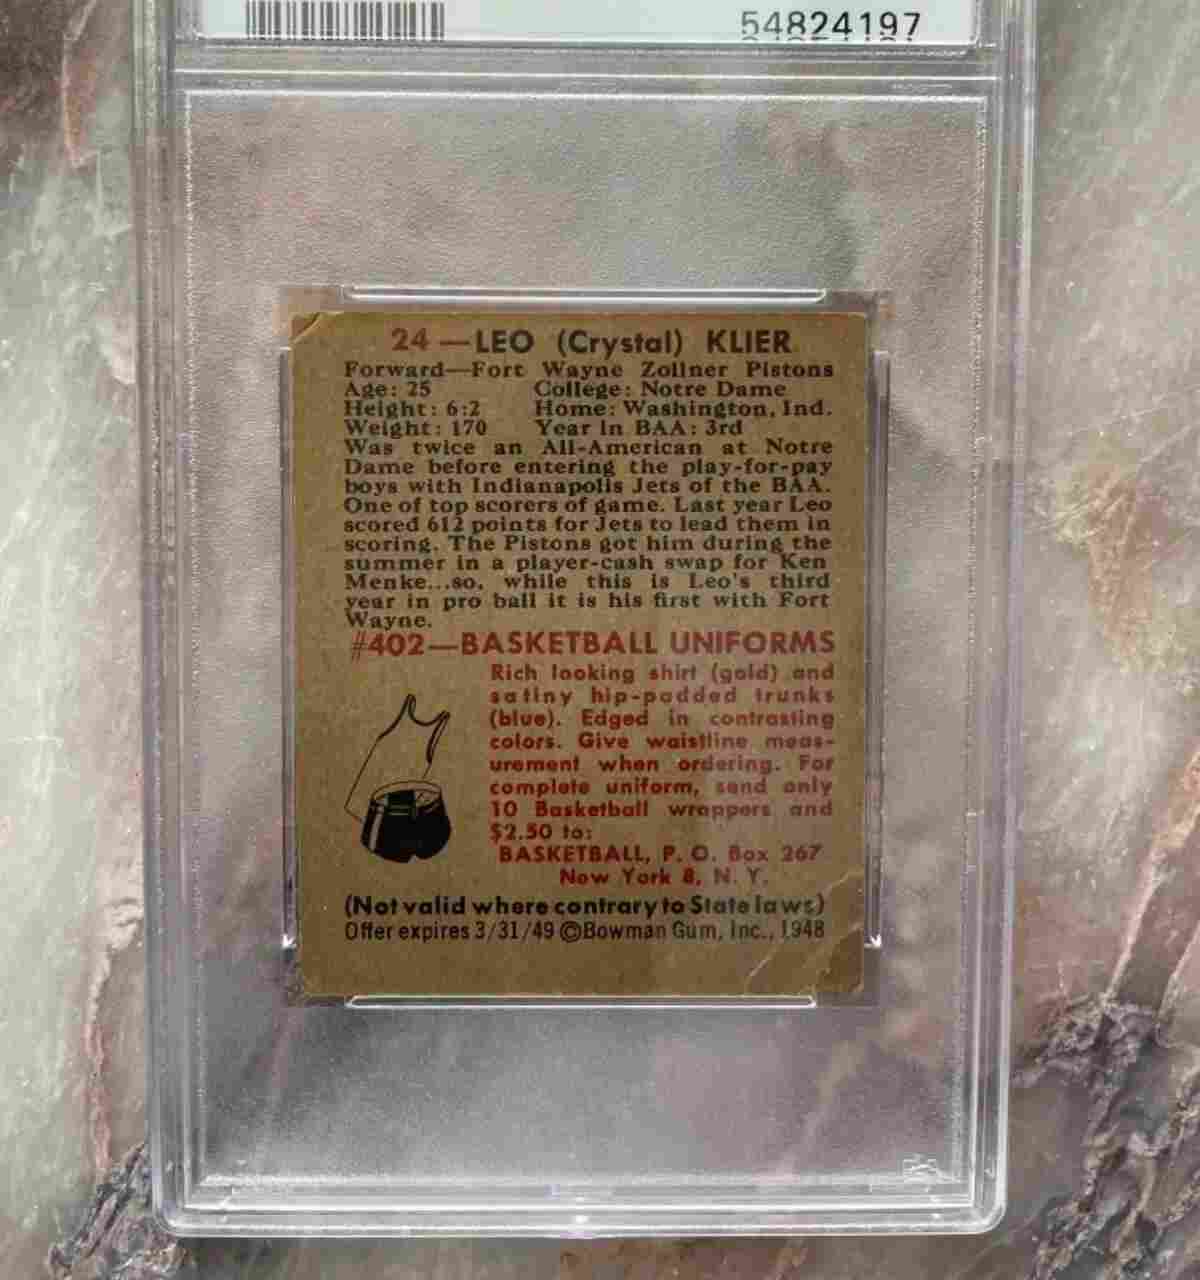 54824197
24—LEO (Crystal) KLIER
Forward—Fort Wayne Zollner Pistons
Age: 25 College: Notre Dame
Height: 6:2 Home: Washington, Ind.
Weight: 170 Year in BAA: 3rd
Was twice an All-American at Notre
Dame before entering the play-for-pay
boys with Indianapolis Jets of the BAA.
One of top scorers of game. Last year Leo
scored 612 points for Jets to lead them in
scoring. The Pistons got him during the
summer in a player-cash swap for Ken
Menke...so, while this is Leo's third
year in pro ball it is his first with Fort
Wayne.
#402—BASKETBALL UNIFORMS
Rich looking shirt (gold) and
satiny hip-padded trunks
(blue). Edged in contrasting
colors. Give waistline meas-
urement when ordering. For
complete uniform, send only
10 Basketball wrappers and
$2.50 to:
BASKETBALL, P. O. Box 267
New York 8, N. Y.
(Not valid where contrary to State laws)
Offer expires 3/31/49 ©Bowman Gum, Inc., 1948